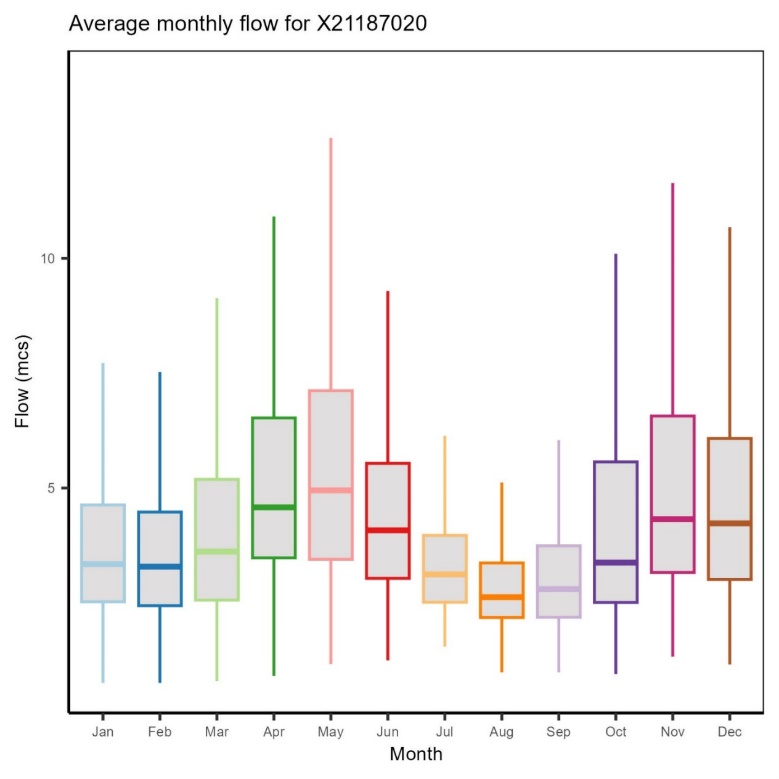 Average monthly flow for X21187020
Flow (mcs)
10
5
Jan Feb Mar Apr May Jun Jul Aug Sep Oct Nov Dec
Month